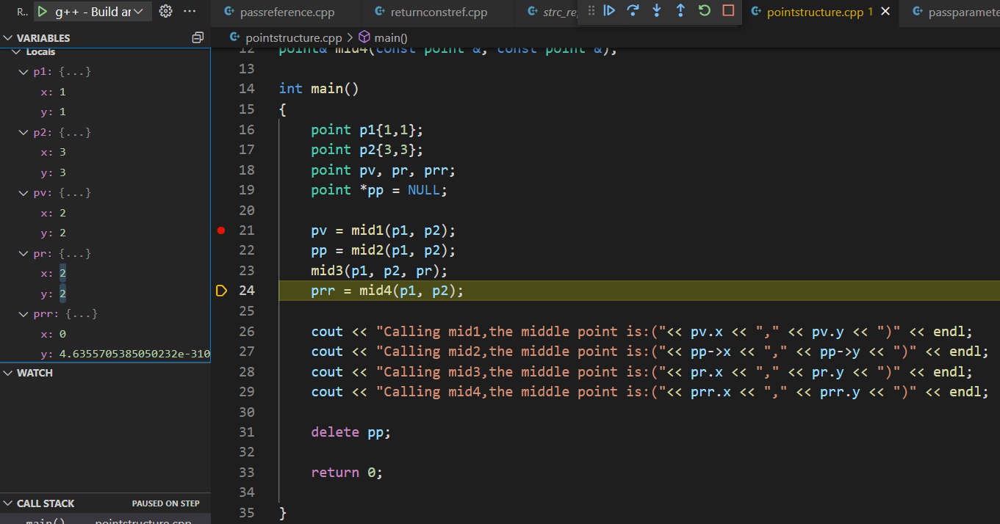 R.. g++ - Build ar ···
passreference.cpp returnconstref.cpp strc_re pointstructure.cpp 1 passparamete
VARIABLES
pointstructure.cpp > main()
Locals
p1: {...}
x: 1
y: 1
p2: {...}
x: 3
y: 3
pv: {...}
x: 2
y: 2
pr: {...}
x: 2
y: 2
prr: {...}
x: 0
y: 4.6355705385050232e-310
WATCH
CALL STACK PAUSED ON STEP
main() pointstructure.cpp
12 point& mid4(const point &, const point &);
13
14 int main()
15 {
16 point p1{1,1};
17 point p2{3,3};
18 point pv, pr, prr;
19 point *pp = NULL;
20
21 pv = mid1(p1, p2);
22 pp = mid2(p1, p2);
23 mid3(p1, p2, pr);
24 prr = mid4(p1, p2);
25
26 cout << "Calling mid1,the middle point is:("<< pv.x << "," << pv.y << ")" << endl;
27 cout << "Calling mid2,the middle point is:("<< pp->x << "," << pp->y << ")" << endl;
28 cout << "Calling mid3,the middle point is:("<< pr.x << "," << pr.y << ")" << endl;
29 cout << "Calling mid4,the middle point is:("<< prr.x << "," << prr.y << ")" << endl;
30
31 delete pp;
32
33 return 0;
34
35 }